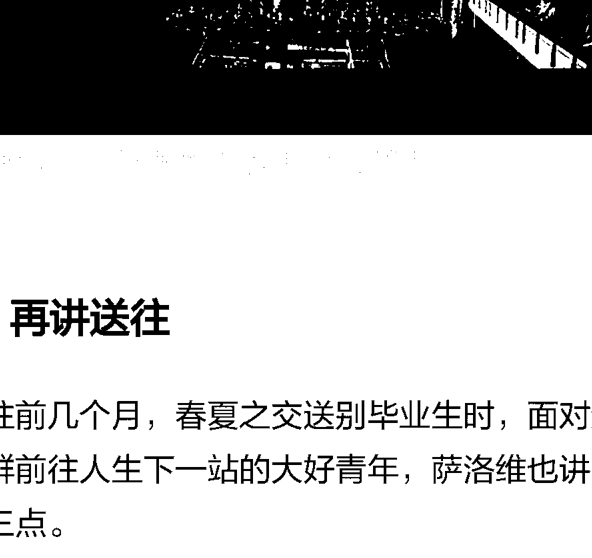 再讲送往
往前几个月，春夏之交送别毕业生时，面对
群前往人生下一站的大好青年，萨洛维也讲
三点。